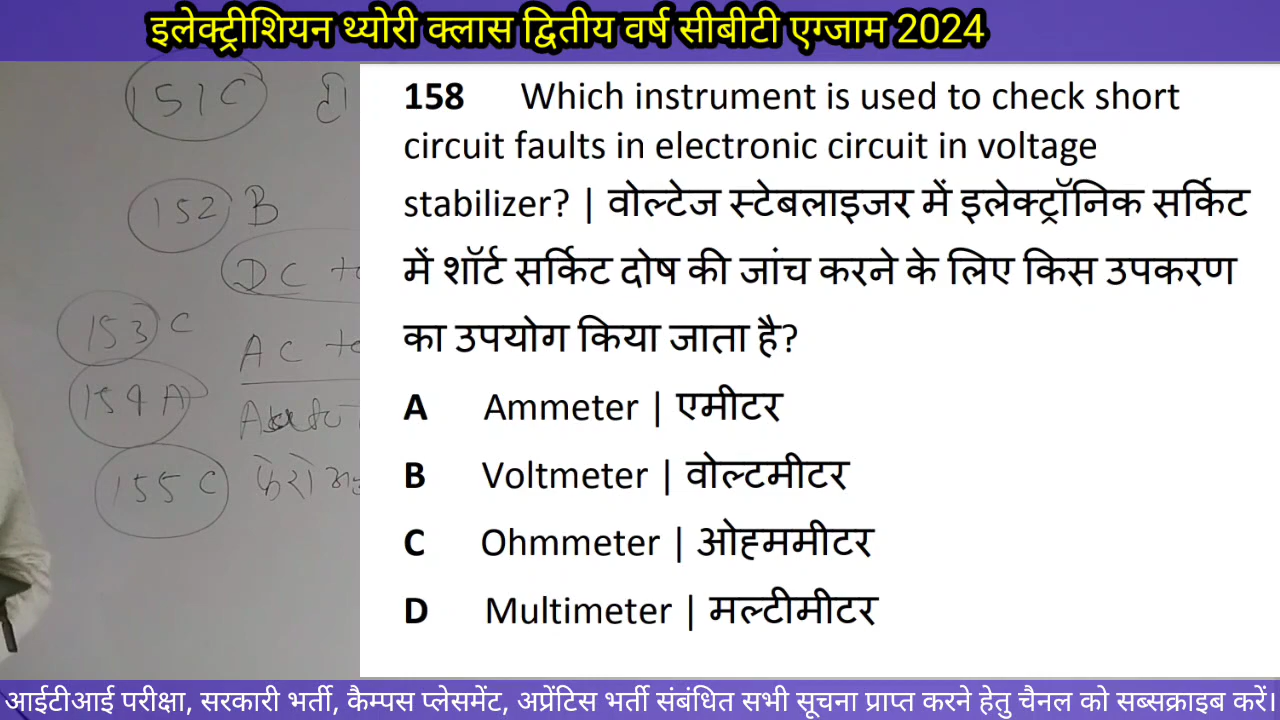 इलेक्ट्रीशियन थ्योरी क्लास द्वितीय वर्ष सीबीटी एग्जाम 2024
151 C टी
152 B
DC to
153 C
AC to
154 A
Auto
155 C फेरो
158 Which instrument is used to check short
circuit faults in electronic circuit in voltage
stabilizer? | वोल्टेज स्टेबलाइजर में इलेक्ट्रॉनिक सर्किट
में शॉर्ट सर्किट दोष की जांच करने के लिए किस उपकरण
का उपयोग किया जाता है?
A Ammeter | एमीटर
B Voltmeter | वोल्टमीटर
C Ohmmeter | ओह्ममीटर
D Multimeter | मल्टीमीटर
आईटीआई परीक्षा, सरकारी भर्ती, कैम्पस प्लेसमेंट, अप्रेंटिस भर्ती संबंधित सभी सूचना प्राप्त करने हेतु चैनल को सब्सक्राइब करें।